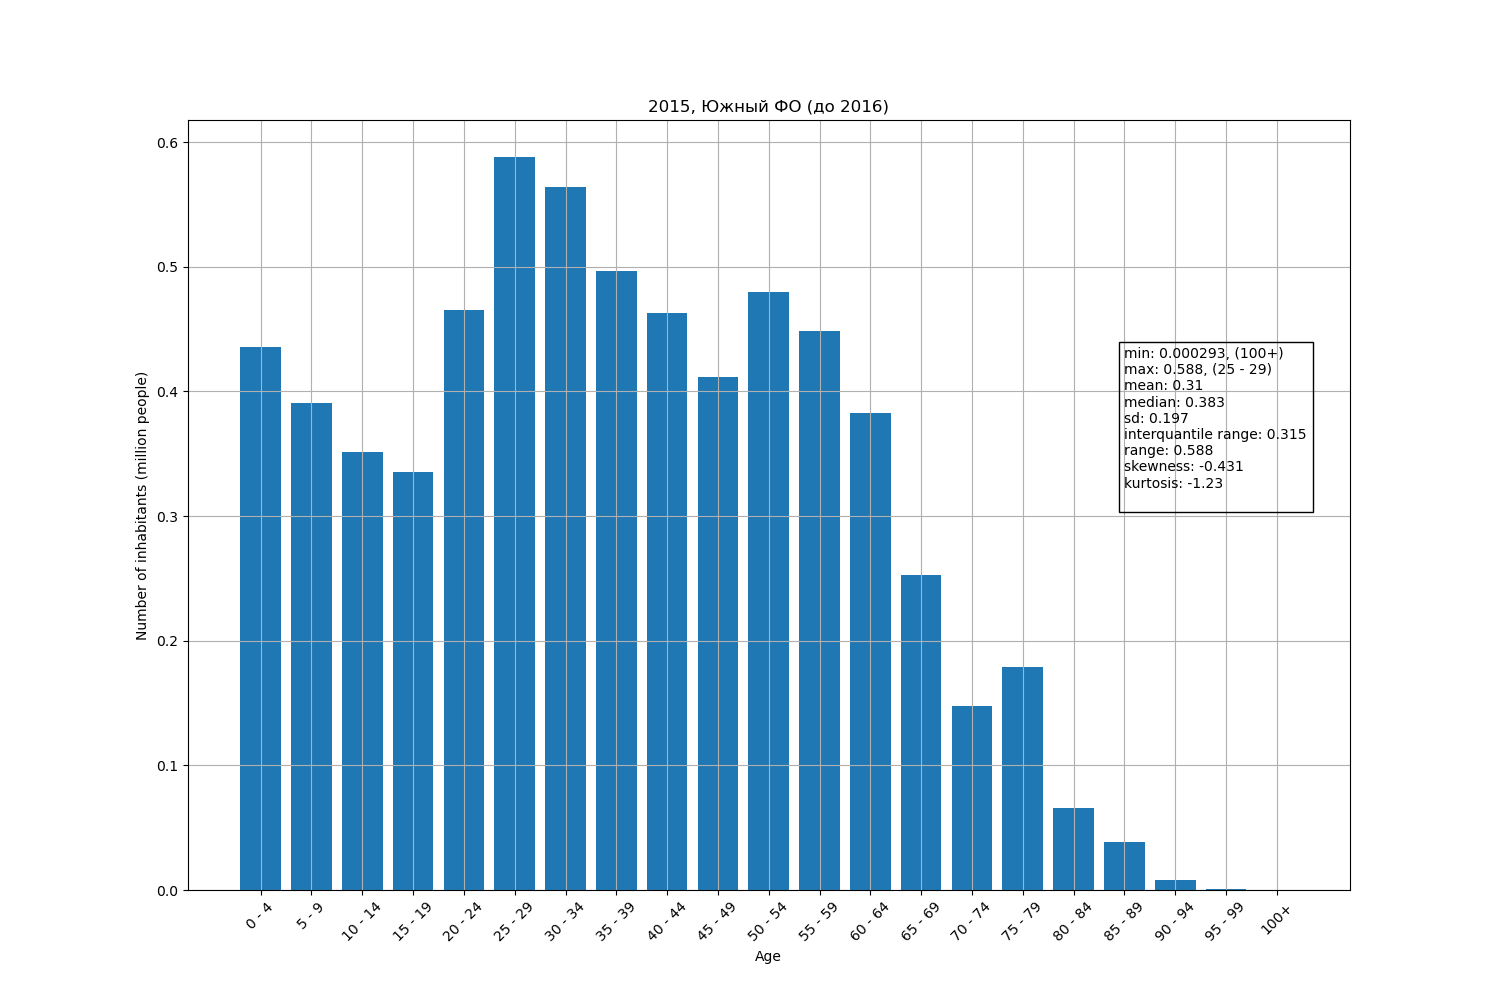 2015, Южный ФО (до 2016)
Number of inhabitants (million people)
0.6
0.5
0.4
0.3
0.2
0.1
0.0
min: 0.000293, (100+)
max: 0.588, (25 - 29)
mean: 0.31
median: 0.383
sd: 0.197
interquantile range: 0.315
range: 0.588
skewness: -0.431
kurtosis: -1.23
0 - 4
5 - 9
10 - 14
15 - 19
20 - 24
25 - 29
30 - 34
35 - 39
40 - 44
45 - 49
50 - 54
55 - 59
60 - 64
65 - 69
70 - 74
75 - 79
80 - 84
85 - 89
90 - 94
95 - 99
100+
Age